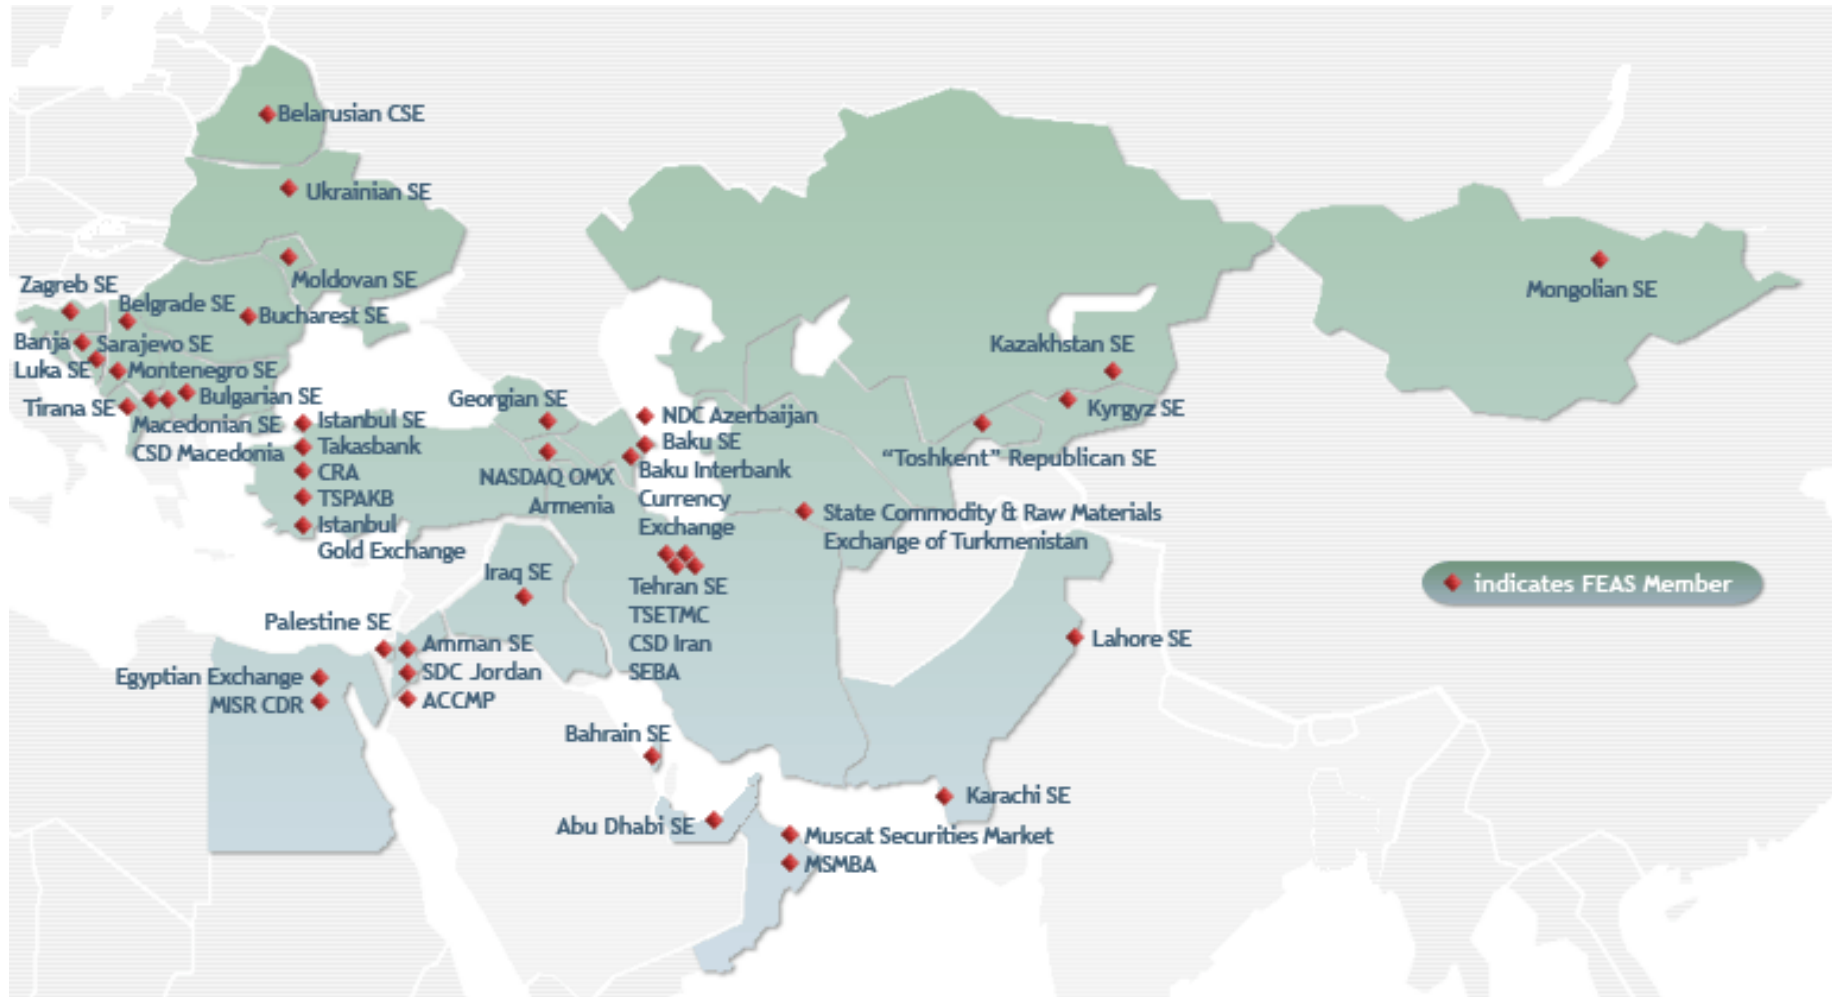 Belarusian CSE
Ukrainian SE
Moldovan SE
Zagreb SE
Belgrade SE
Bucharest SE
Banja
Luka SE
Sarajevo SE
Montenegro SE
Bulgarian SE
Tirana SE
Macedonian SE
CSD Macedonia
Istanbul SE
Takasbank
CRA
TSPAKB
Istanbul
Gold Exchange
Georgian SE
NASDAQ OMX
Armenia
NDC Azerbaijan
Baku SE
Baku Interbank
Currency
Exchange
Kazakhstan SE
Kyrgyz SE
“Toshkent” Republican SE
State Commodity & Raw Materials
Exchange of Turkmenistan
Mongolian SE
Iraq SE
Tehran SE
TSETMC
CSD Iran
SEBA
Palestine SE
Amman SE
SDC Jordan
ACCMP
Egyptian Exchange
MISR CDR
Bahrain SE
Abu Dhabi SE
Muscat Securities Market
MSMBA
Karachi SE
Lahore SE
indicates FEAS Member